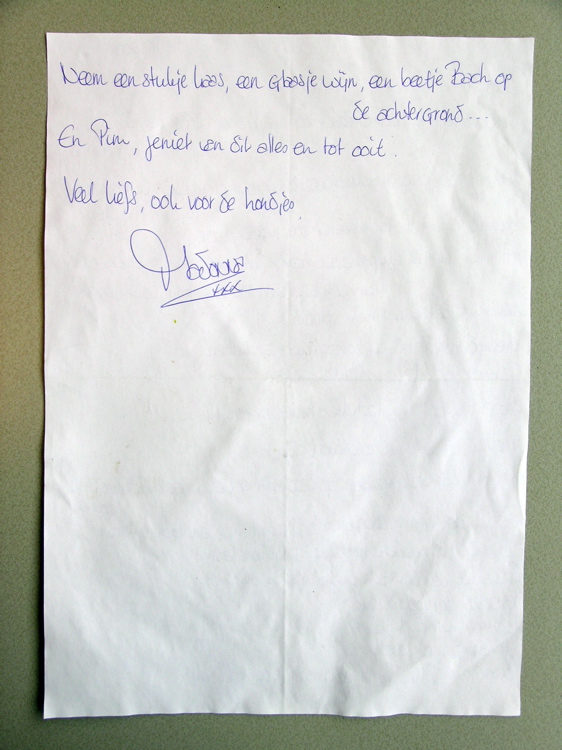 Neem een stukje kaas, een glaasje wijn, een beetje Bach op
de achtergrond...
En Pim, geniet van dit alles en tot ooit.
Veel liefs, ook voor de hondjes,
xxx